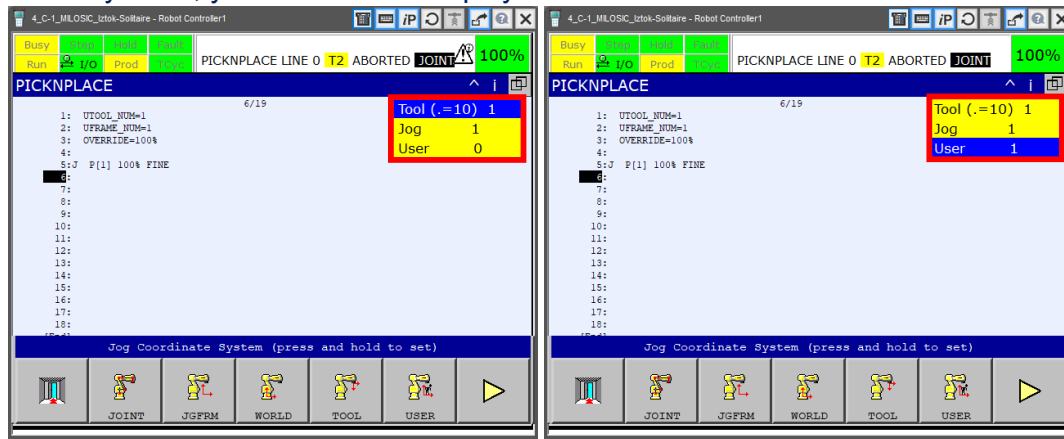 4_C-1_MILOSIC_Iztok-Solitaire - Robot Controller1
iP
Busy Step Hold Fault
Run I/O Prod TCyc
PICKNPLACE LINE 0 T2 ABORTED JOINT
100%
PICKNPLACE
6/19
Tool (.=10) 1
Jog 1
User 0
1: UTOOL_NUM=1
2: UFRAME_NUM=1
3: OVERRIDE=100%
4:
5:J P[1] 100% FINE
6:
7:
8:
9:
10:
11:
12:
13:
14:
15:
16:
17:
18:
Jog Coordinate System (press and hold to set)
JOINT JGFRM WORLD TOOL USER
4_C-1_MILOSIC_Iztok-Solitaire - Robot Controller1
iP
Busy Step Hold Fault
Run I/O Prod TCyc
PICKNPLACE LINE 0 T2 ABORTED JOINT
100%
PICKNPLACE
6/19
Tool (.=10) 1
Jog 1
User 1
1: UTOOL_NUM=1
2: UFRAME_NUM=1
3: OVERRIDE=100%
4:
5:J P[1] 100% FINE
6:
7:
8:
9:
10:
11:
12:
13:
14:
15:
16:
17:
18:
Jog Coordinate System (press and hold to set)
JOINT JGFRM WORLD TOOL USER